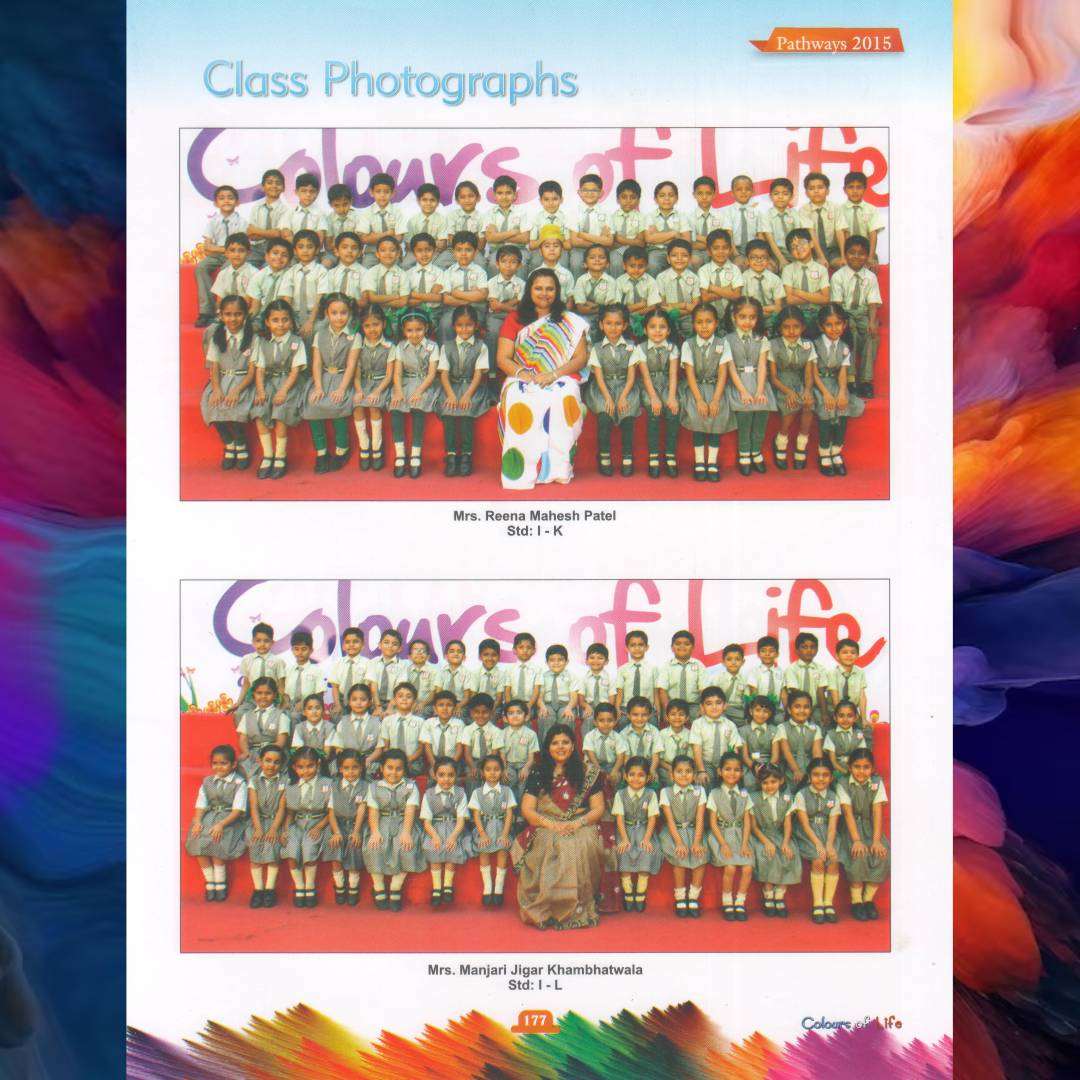 Pathways 2015
Class Photographs
Colours of Life
Mrs. Reena Mahesh Patel
Std: I - K
Colours of Life
Mrs. Manjari Jigar Khambhatwala
Std: I - L
177
Colours of Life